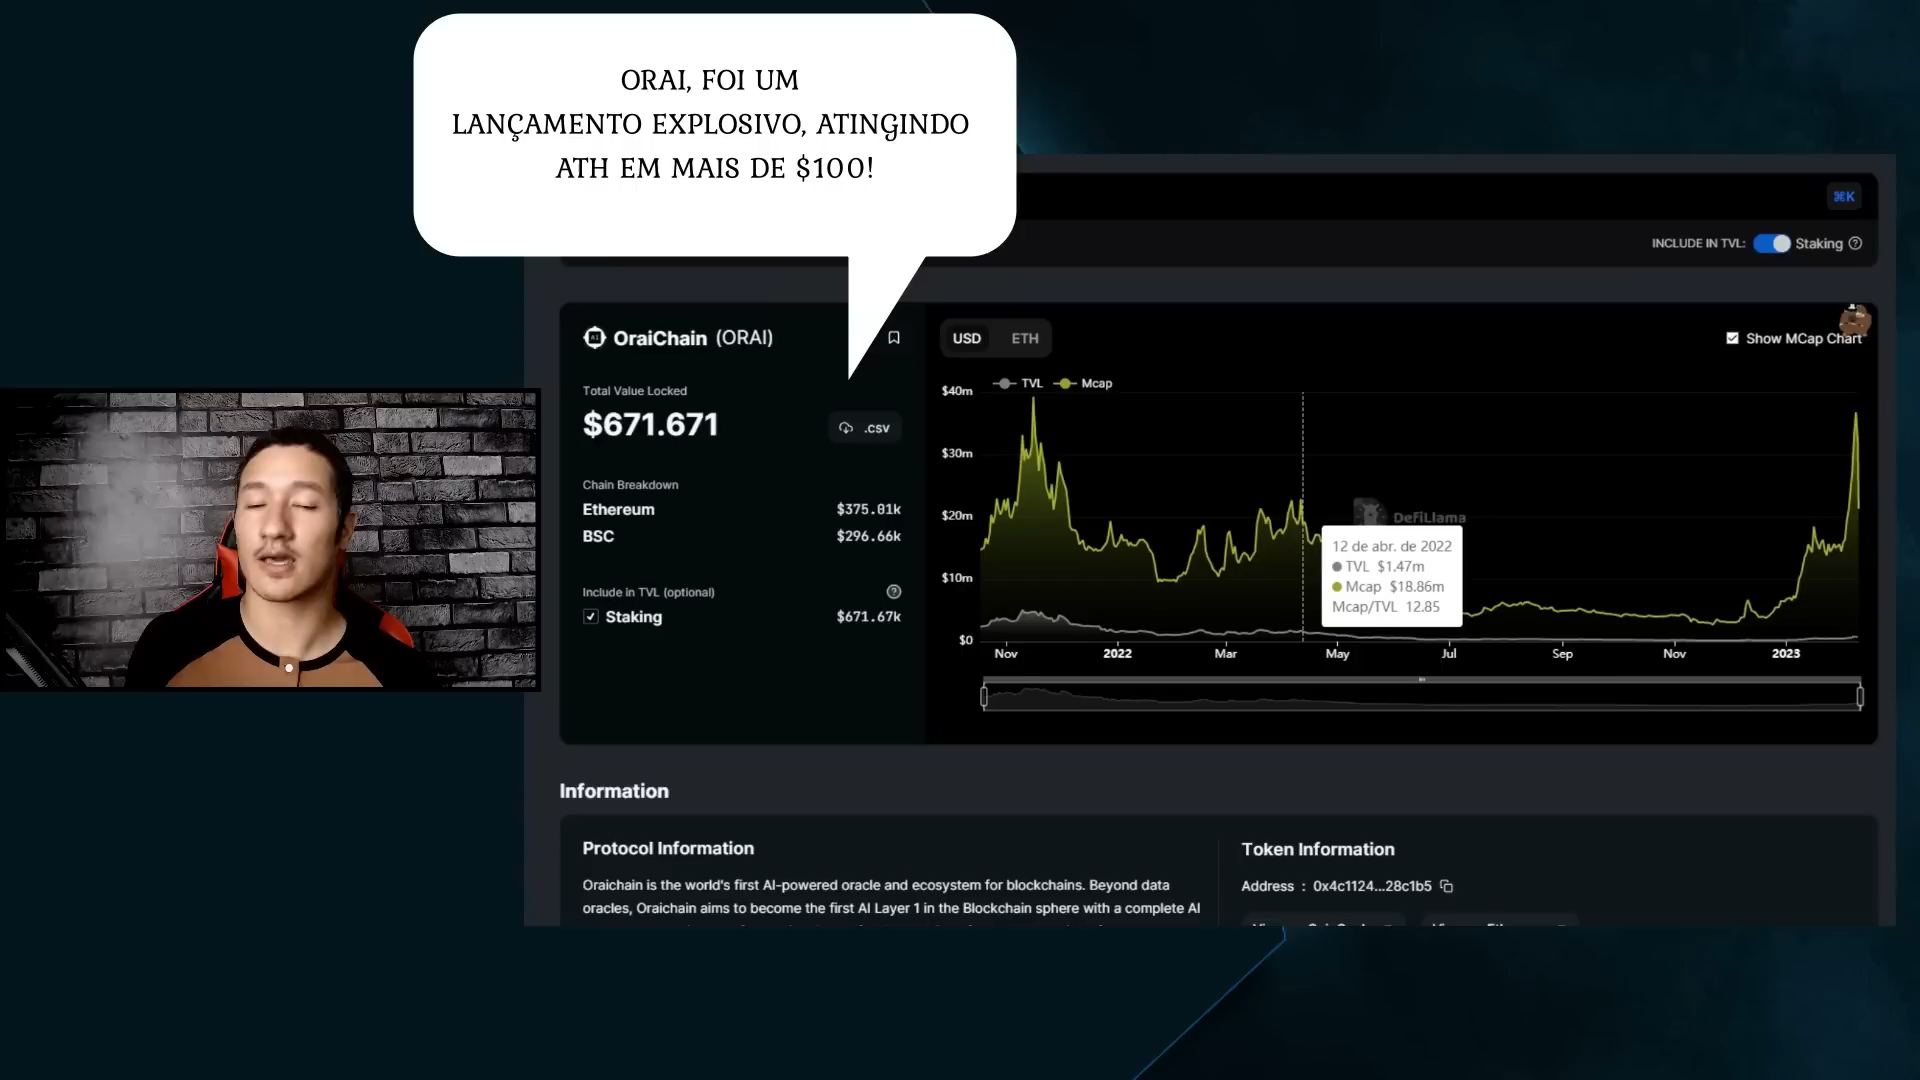 ORAI, FOI UM
LANÇAMENTO EXPLOSIVO, ATINGINDO
ATH EM MAIS DE $100!
⌘K
INCLUDE IN TVL: Staking
OraiChain (ORAI)
Total Value Locked
$671.671
.csv
Chain Breakdown
Ethereum $375.01k
BSC $296.66k
Include in TVL (optional)
Staking $671.67k
USD ETH
Show MCap Chart
TVL Mcap
$40m
$30m
$20m
$10m
$0
DeFiLlama
12 de abr. de 2022
TVL $1.47m
Mcap $18.86m
Mcap/TVL 12.85
Nov 2022 Mar May Jul Sep Nov 2023
Information
Protocol Information
Oraichain is the world's first AI-powered oracle and ecosystem for blockchains. Beyond data
oracles, Oraichain aims to become the first AI Layer 1 in the Blockchain sphere with a complete AI
Token Information
Address : 0x4c1124...28c1b5